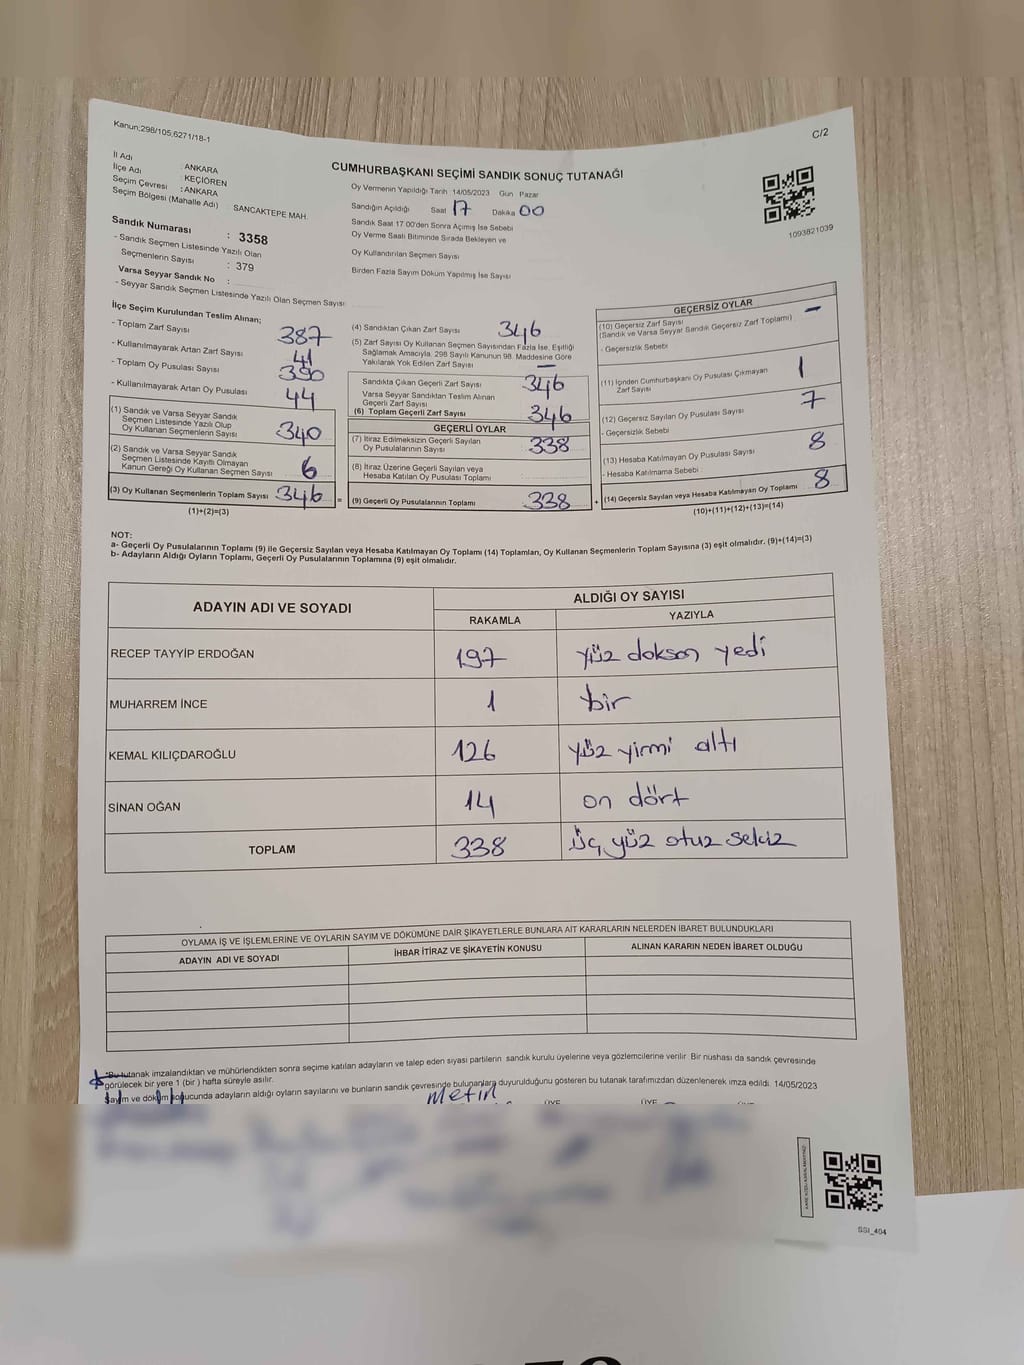 Kanun;298/105,6271/18-1
C/2
İl Adı : ANKARA
İlçe Adı : KEÇİÖREN
Seçim Çevresi : ANKARA
Seçim Bölgesi (Mahalle Adı) : SANCAKTEPE MAH.
CUMHURBAŞKANI SEÇİMİ SANDIK SONUÇ TUTANAĞI
Oy Vermenin Yapıldığı Tarih 14/05/2023 Gün Pazar
Sandığın Açıldığı Saat 17 Dakika 00
Sandık Saat 17 00'den Sonra Açımış İse Sebebi
Oy Verme Saati Bitiminde Sırada Bekleyen ve
Oy Kullandırılan Seçmen Sayısı
Birden Fazla Sayım Döküm Yapılmış İse Sayısı
1093821039
Sandık Numarası : 3358
- Sandık Seçmen Listesinde Yazılı Olan
Seçmenlerin Sayısı : 379
Varsa Seyyar Sandık No :
- Seyyar Sandık Seçmen Listesinde Yazılı Olan Seçmen Sayısı:
İlçe Seçim Kurulundan Teslim Alınan;
- Toplam Zarf Sayısı 387
- Kullanılmayarak Artan Zarf Sayısı 41
- Toplam Oy Pusulası Sayısı 390
- Kullanılmayarak Artan Oy Pusulası 44
(1) Sandık ve Varsa Seyyar Sandık
Seçmen Listesinde Yazılı Olup
Oy Kullanan Seçmenlerin Sayısı 340
(2) Sandık ve Varsa Seyyar Sandık
Seçmen Listesinde Kayıtlı Olmayan
Kanun Gereği Oy Kullanan Seçmen Sayısı 6
(3) Oy Kullanan Seçmenlerin Toplam Sayısı 346 =
(1)+(2)=(3)
(4) Sandıktan Çıkan Zarf Sayısı 346
(5) Zarf Sayısı Oy Kullanan Seçmen Sayısından Fazla İse, Eşitliği
Sağlamak Amacıyla, 298 Sayılı Kanunun 98. Maddesine Göre
Yakılarak Yok Edilen Zarf Sayısı —
Sandıkta Çıkan Geçerli Zarf Sayısı 346
Varsa Seyyar Sandıktan Teslim Alınan
Geçerli Zarf Sayısı
(6) Toplam Geçerli Zarf Sayısı 346
GEÇERLİ OYLAR
(7) İtiraz Edilmeksizin Geçerli Sayılan
Oy Pusulalarının Sayısı 338
(8) İtiraz Üzerine Geçerli Sayılan veya
Hesaba Katılan Oy Pusulası Toplamı
(9) Geçerli Oy Pusulalarının Toplamı 338 +
GEÇERSİZ OYLAR
(10) Geçersiz Zarf Sayısı —
(Sandık ve Varsa Seyyar Sandık Geçersiz Zarf Toplamı)
- Geçersizlik Sebebi
(11) İçinden Cumhurbaşkanı Oy Pusulası Çıkmayan 1
Zarf Sayısı
(12) Geçersiz Sayılan Oy Pusulası Sayısı 7
- Geçersizlik Sebebi
(13) Hesaba Katılmayan Oy Pusulası Sayısı 8
- Hesaba Katılmama Sebebi :
(14) Geçersiz Sayılan veya Hesaba Katılmayan Oy Toplamı 8
(10)+(11)+(12)+(13)=(14)
NOT:
a- Geçerli Oy Pusulalarının Toplamı (9) ile Geçersiz Sayılan veya Hesaba Katılmayan Oy Toplamı (14) Toplamları, Oy Kullanan Seçmenlerin Toplam Sayısına (3) eşit olmalıdır. (9)+(14)=(3)
b- Adayların Aldığı Oyların Toplamı, Geçerli Oy Pusulalarının Toplamına (9) eşit olmalıdır.
ADAYIN ADI VE SOYADI
ALDIĞI OY SAYISI
RAKAMLA YAZIYLA
RECEP TAYYİP ERDOĞAN 197 yüz doksan yedi
MUHARREM İNCE 1 bir
KEMAL KILIÇDAROĞLU 126 yüz yirmi altı
SİNAN OĞAN 14 on dört
TOPLAM 338 üç yüz otuz sekiz
OYLAMA İŞ VE İŞLEMLERİNE VE OYLARIN SAYIM VE DÖKÜMÜNE DAİR ŞİKAYETLERLE BUNLARA AİT KARARLARIN NELERDEN İBARET BULUNDUKLARI
ADAYIN ADI VE SOYADI İHBAR İTİRAZ VE ŞİKAYETİN KONUSU ALINAN KARARIN NEDEN İBARET OLDUĞU
*Bu tutanak imzalandıktan ve mühürlendikten sonra seçime katılan adayların ve talep eden siyasi partilerin sandık kurulu üyelerine veya gözlemcilerine verilir Bir nüshası da sandık çevresinde
görülecek bir yere 1 (bir ) hafta süreyle asılır.
Sayım ve döküm sonucunda adayların aldığı oyların sayılarını ve bunların sandık çevresinde bulunanlara duyurulduğunu gösteren bu tutanak tarafımızdan düzenlenerek imza edildi. 14/05/2023
Metin
ÜYE ÜYE
SSI_404